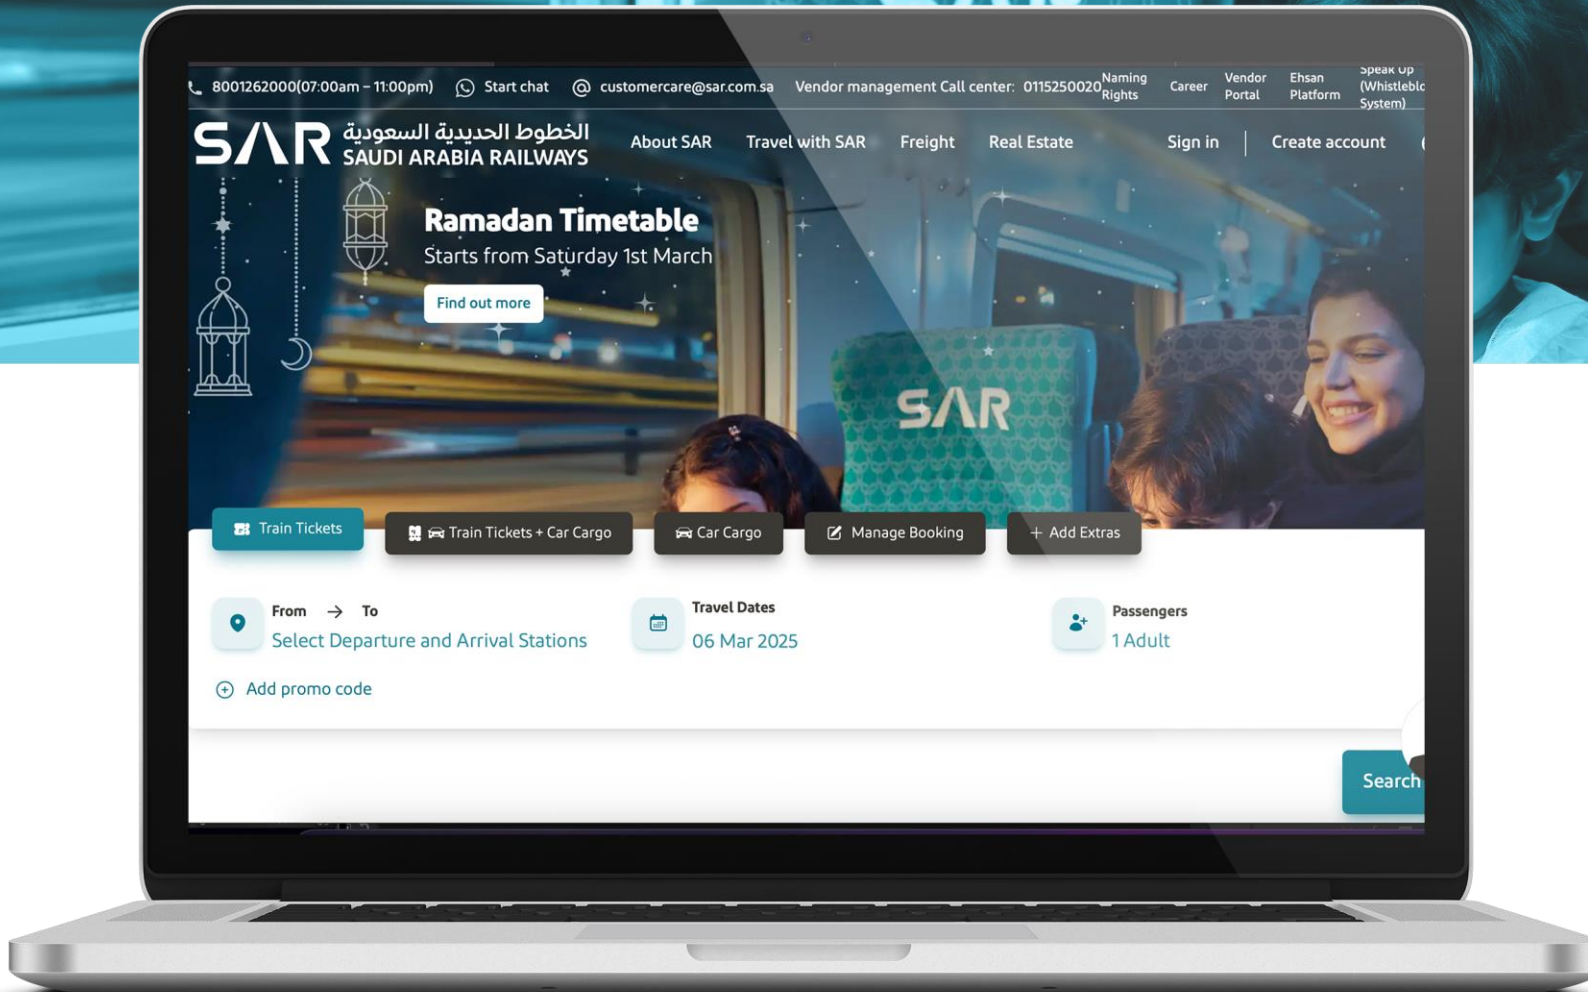 8001262000(07:00am – 11:00pm) Start chat customercare@sar.com.sa Vendor management Call center: 0115250020 Naming Rights Career Vendor Portal Ehsan Platform Speak Up System)
SAR الخطوط الحديدية السعودية
SAUDI ARABIA RAILWAYS
About SAR Travel with SAR Freight Real Estate Sign in Create account
Ramadan Timetable
Starts from Saturday 1st March
Find out more
SAR
Train Tickets Train Tickets + Car Cargo Car Cargo Manage Booking + Add Extras
From → To Travel Dates Passengers
Select Departure and Arrival Stations 06 Mar 2025 1 Adult
Add promo code
Search